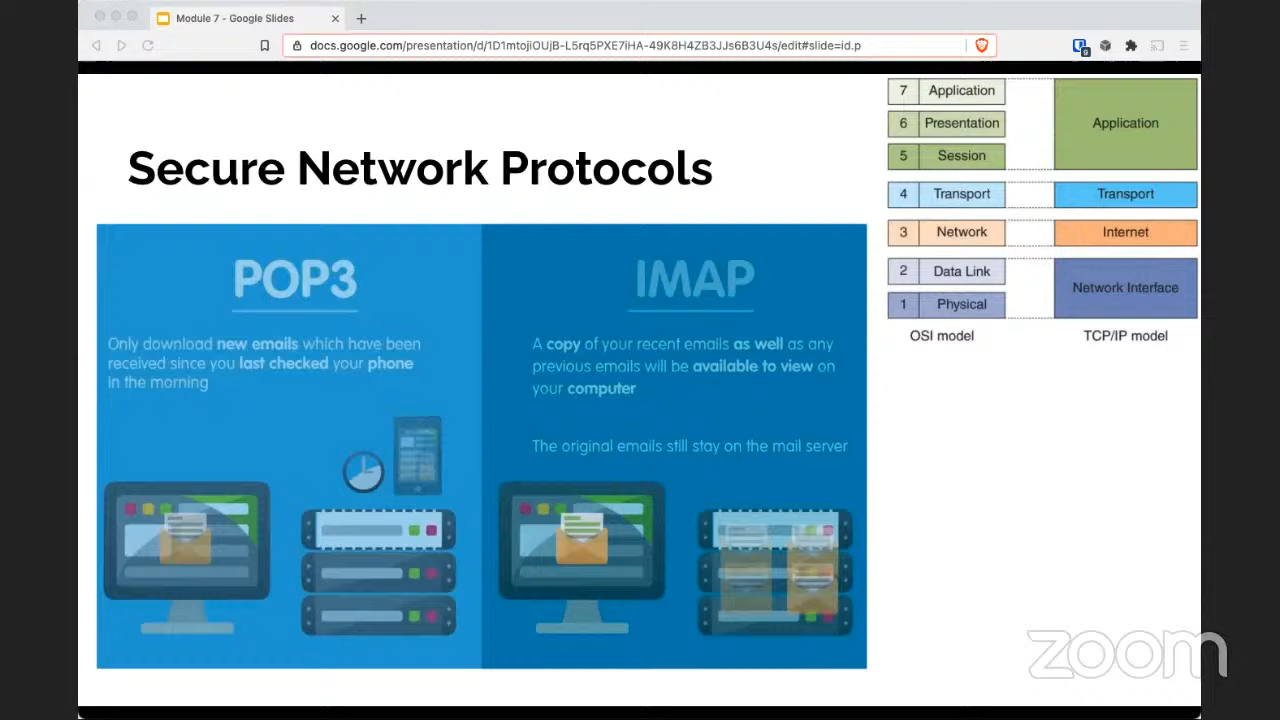 Module 7 - Google Slides
docs.google.com/presentation/d/1D1mtojiOUjB-L5rq5PXE7iHA-49K8H4ZB3JJs6B3U4s/edit#slide=id.p
9
Secure Network Protocols
POP3
Only download new emails which have been
received since you last checked your phone
in the morning
IMAP
A copy of your recent emails as well as any
previous emails will be available to view on
your computer
The original emails still stay on the mail server
7 Application
6 Presentation
5 Session
4 Transport
3 Network
2 Data Link
1 Physical
OSI model
Application
Transport
Internet
Network Interface
TCP/IP model
zoom